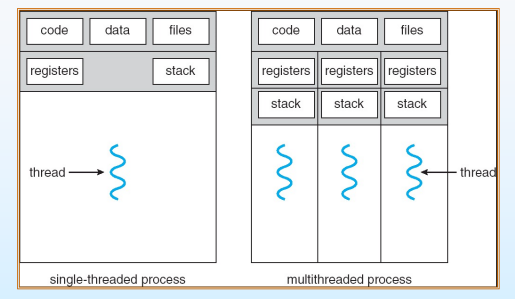 code data files
registers stack
thread
single-threaded process
code data files
registers registers registers
stack stack stack
thread
multithreaded process